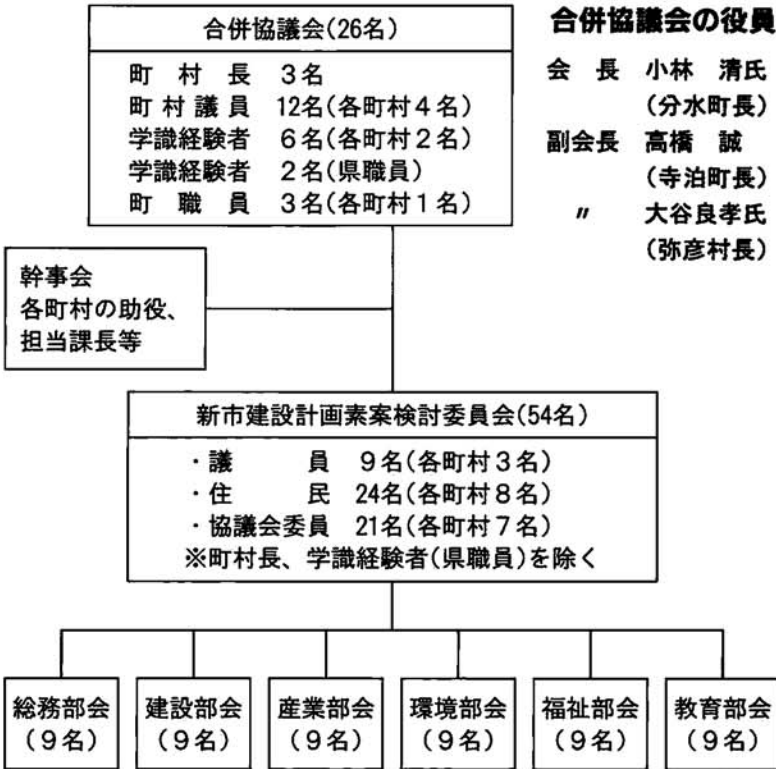 合併協議会(26名)
町村長 3名
町村議員 12名(各町村4名)
学識経験者 6名(各町村2名)
学識経験者 2名(県職員)
町職員 3名(各町村1名)
合併協議会の役員
会長 小林 清氏
(分水町長)
副会長 高橋 誠
(寺泊町長)
〃 大谷良孝氏
(弥彦村長)
幹事会
各町村の助役、
担当課長等
新市建設計画素案検討委員会(54名)
・議員 9名(各町村3名)
・住民 24名(各町村8名)
・協議会委員 21名(各町村7名)
※町村長、学識経験者(県職員)を除く
総務部会
(9名)
建設部会
(9名)
産業部会
(9名)
環境部会
(9名)
福祉部会
(9名)
教育部会
(9名)